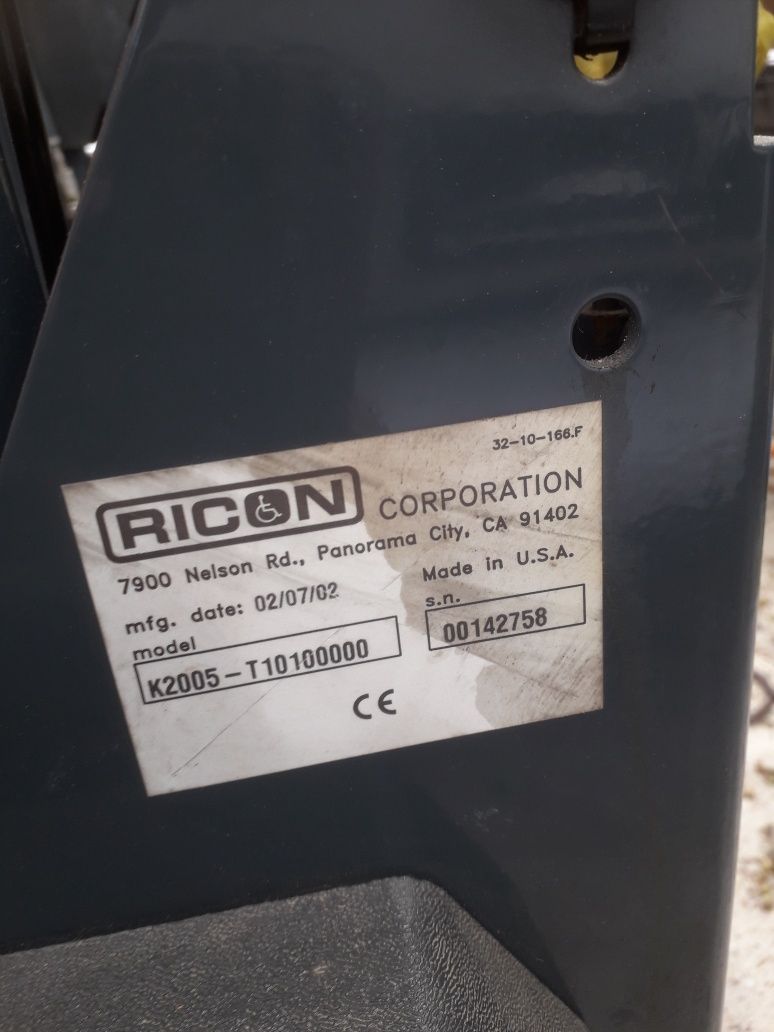 32-10-166.F
RICON CORPORATION
7900 Nelson Rd., Panorama City, CA 91402
mfg. date: 02/07/02 Made in U.S.A.
model s.n.
K2005-T10100000 00142758
CE